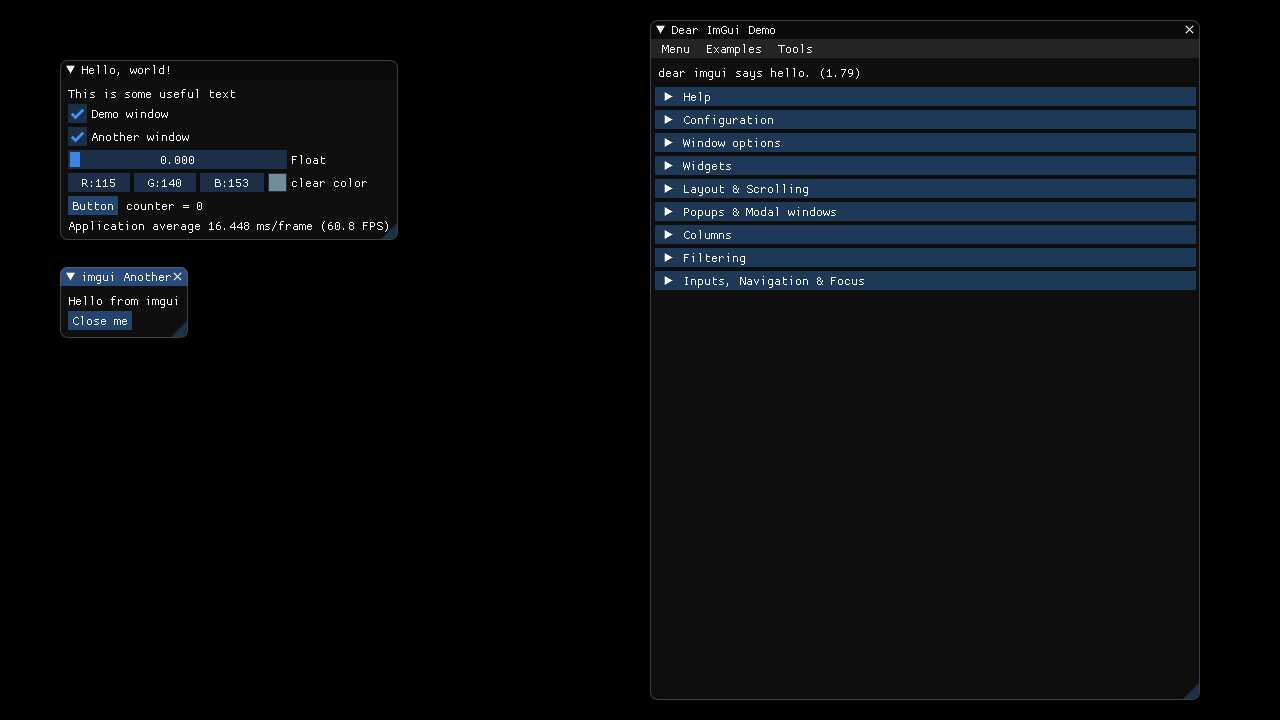 Hello, world!
This is some useful text
Demo window
Another window
0.000 Float
R:115 G:140 B:153 clear color
Button counter = 0
Application average 16.448 ms/frame (60.8 FPS)
imgui Another
Hello from imgui
Close me
Dear ImGui Demo
Menu Examples Tools
dear imgui says hello. (1.79)
Help
Configuration
Window options
Widgets
Layout & Scrolling
Popups & Modal windows
Columns
Filtering
Inputs, Navigation & Focus